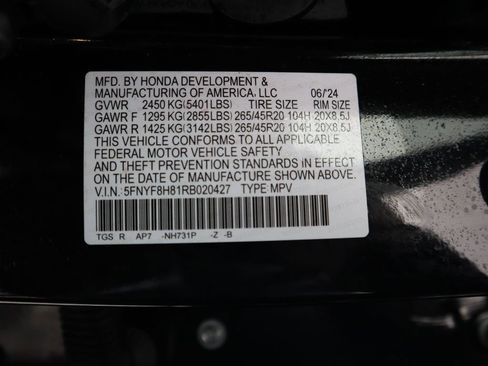 MFD. BY HONDA DEVELOPMENT &
MANUFACTURING OF AMERICA, LLC 06/'24
GVWR 2450 KG(5401LBS) TIRE SIZE RIM SIZE
GAWR F 1295 KG(2855LBS) 265/45R20 104H 20X8.5J
GAWR R 1425 KG(3142LBS) 265/45R20 104H 20X8.5J
THIS VEHICLE CONFORMS TO ALL APPLICABLE
FEDERAL MOTOR VEHICLE SAFETY
AND THEFT PREVENTION STANDARDS IN EFFECT
ON THE DATE OF MANUFACTURE SHOWN ABOVE.
V.I.N.: 5FNYF8H81RB020427 TYPE: MPV
TGS R AP7 -NH731P -Z -B